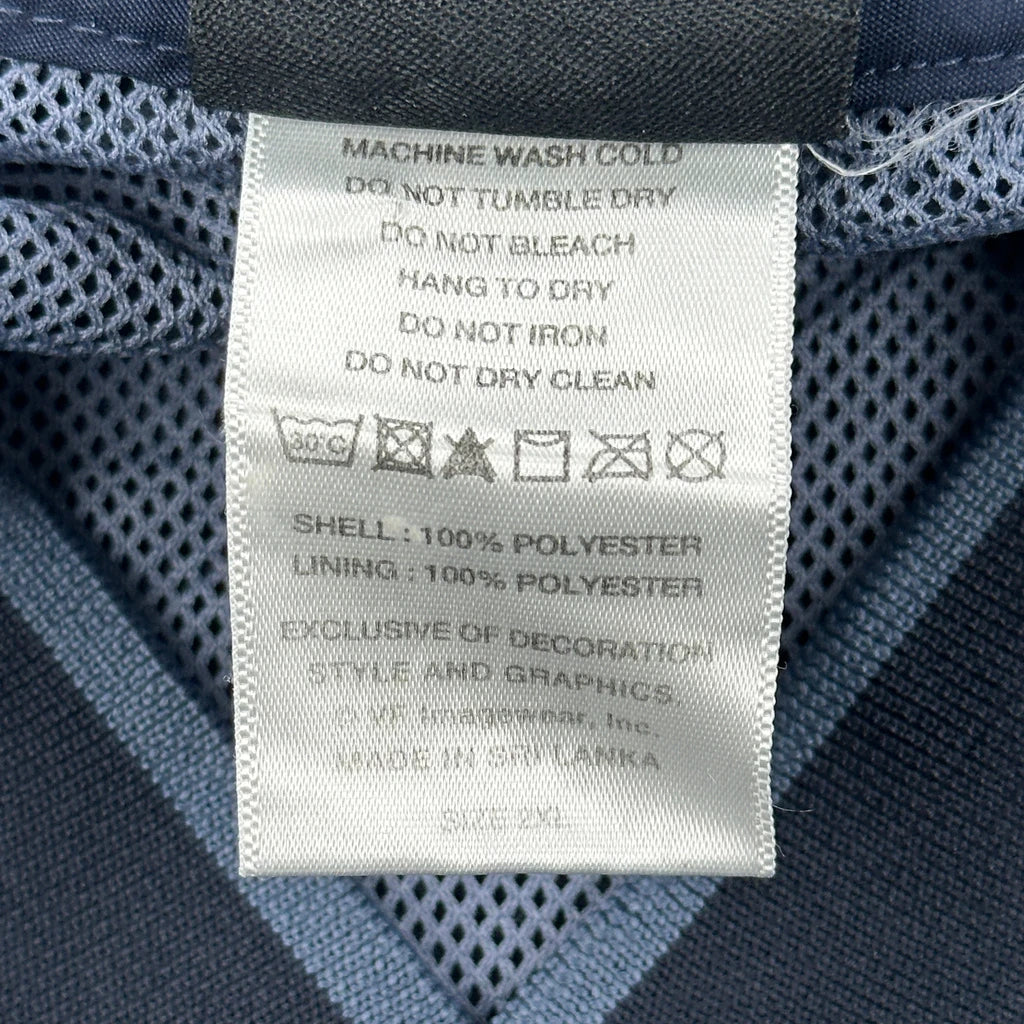 MACHINE WASH COLD
DO NOT TUMBLE DRY
DO NOT BLEACH
HANG TO DRY
DO NOT IRON
DO NOT DRY CLEAN
30°C
SHELL : 100% POLYESTER
LINING : 100% POLYESTER
EXCLUSIVE OF DECORATION
STYLE AND GRAPHICS.
© VF Imagewear, Inc.
MADE IN SRI LANKA
SIZE 2XL